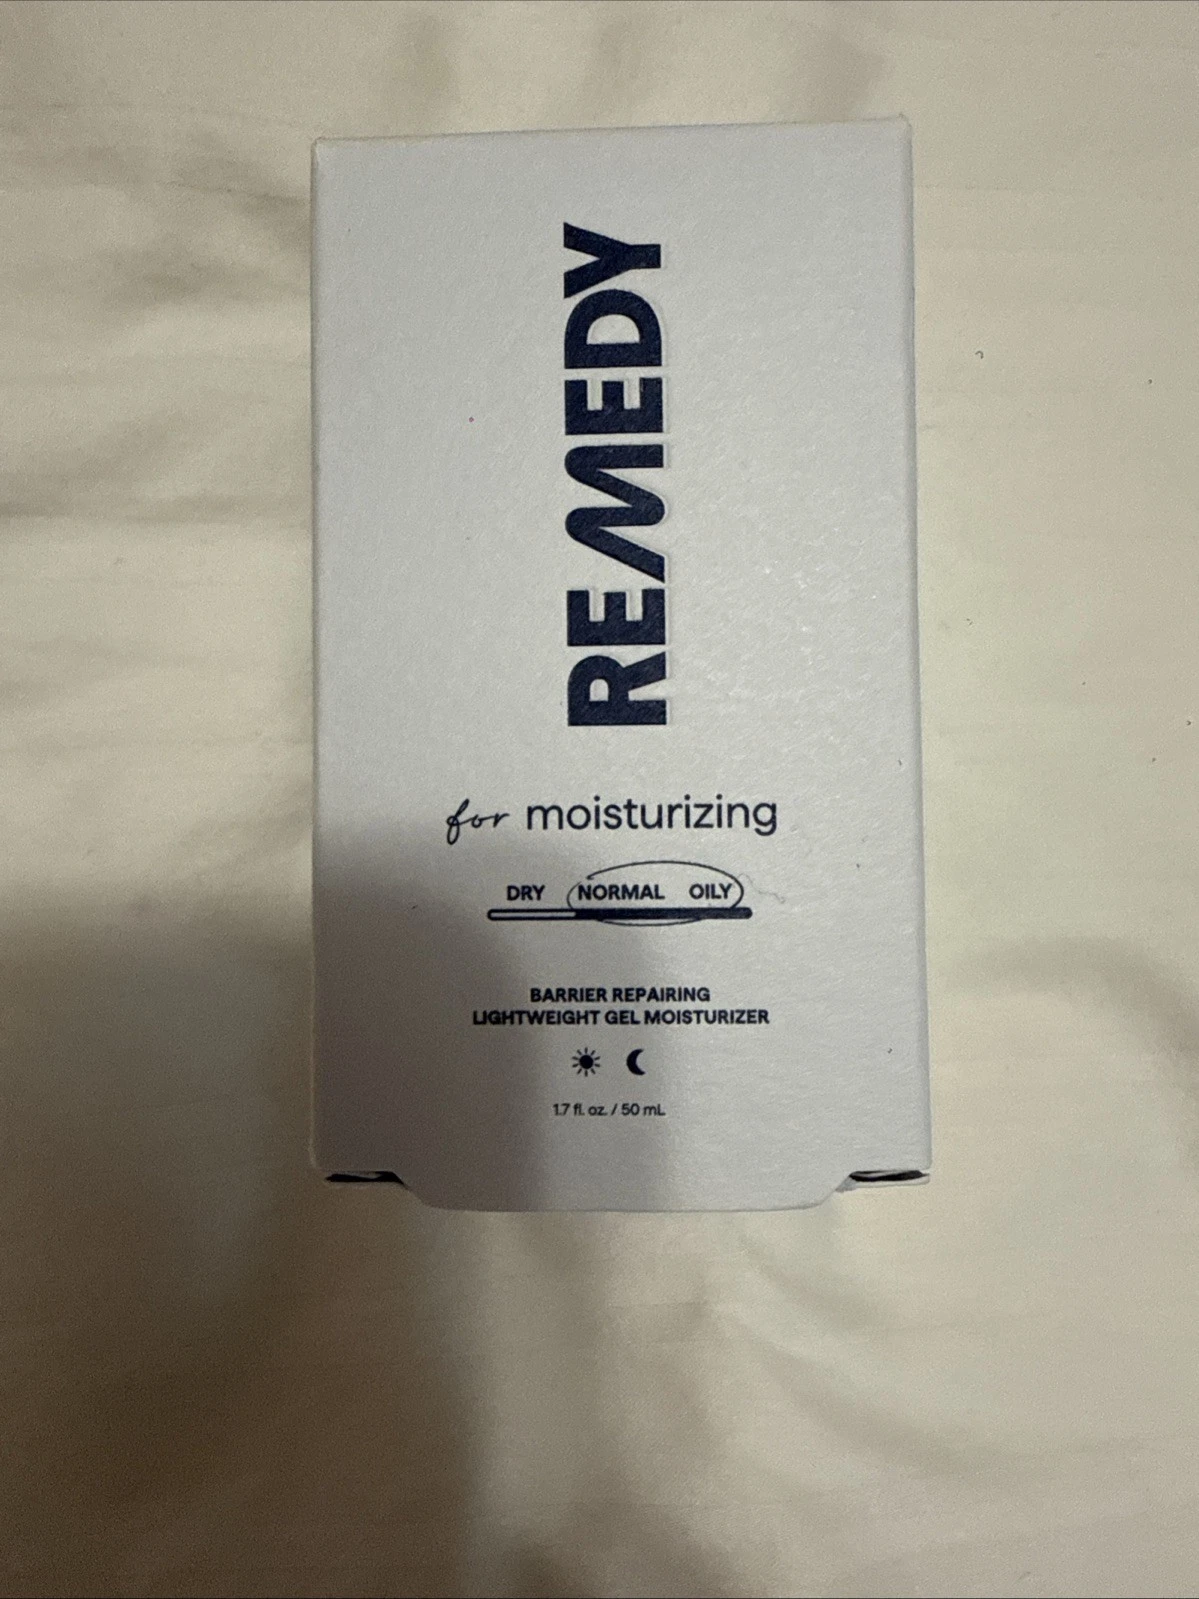 REMEDY
for moisturizing
DRY NORMAL OILY
BARRIER REPAIRING
LIGHTWEIGHT GEL MOISTURIZER
1.7 fl. oz. / 50 mL